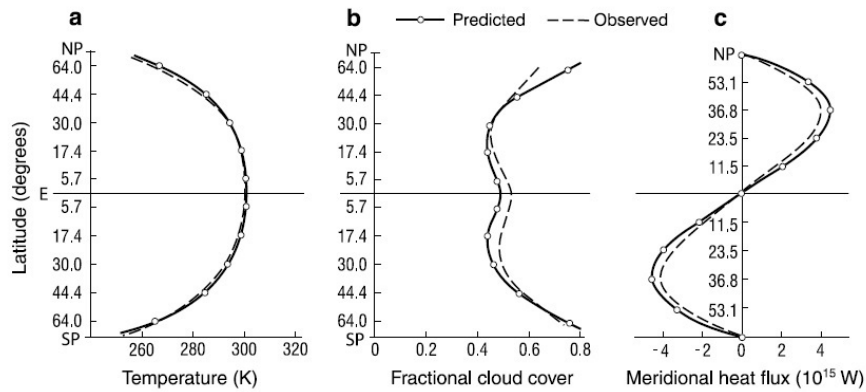 a
b
c
Predicted
Observed
Latitude (degrees)
NP
64.0
44.4
30.0
17.4
5.7
E
5.7
17.4
30.0
44.4
64.0
SP
260 280 300 320
Temperature (K)
NP
64.0
44.4
30.0
17.4
5.7
5.7
17.4
30.0
44.4
64.0
SP
0 0.2 0.4 0.6 0.8
Fractional cloud cover
NP
53.1
36.8
23.5
11.5
11.5
23.5
36.8
53.1
SP
-4 -2 0 2 4
Meridional heat flux (10¹⁵ W)